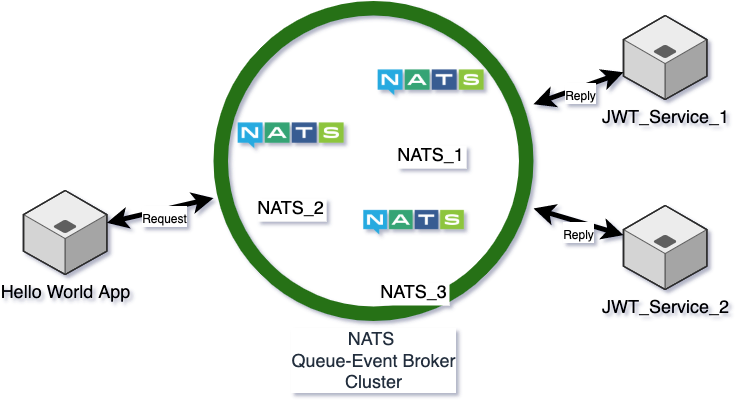 NATS
NATS_1
NATS
NATS_2
NATS
NATS_3
Request
Hello World App
Reply
JWT_Service_1
Reply
JWT_Service_2
NATS
Queue-Event Broker
Cluster